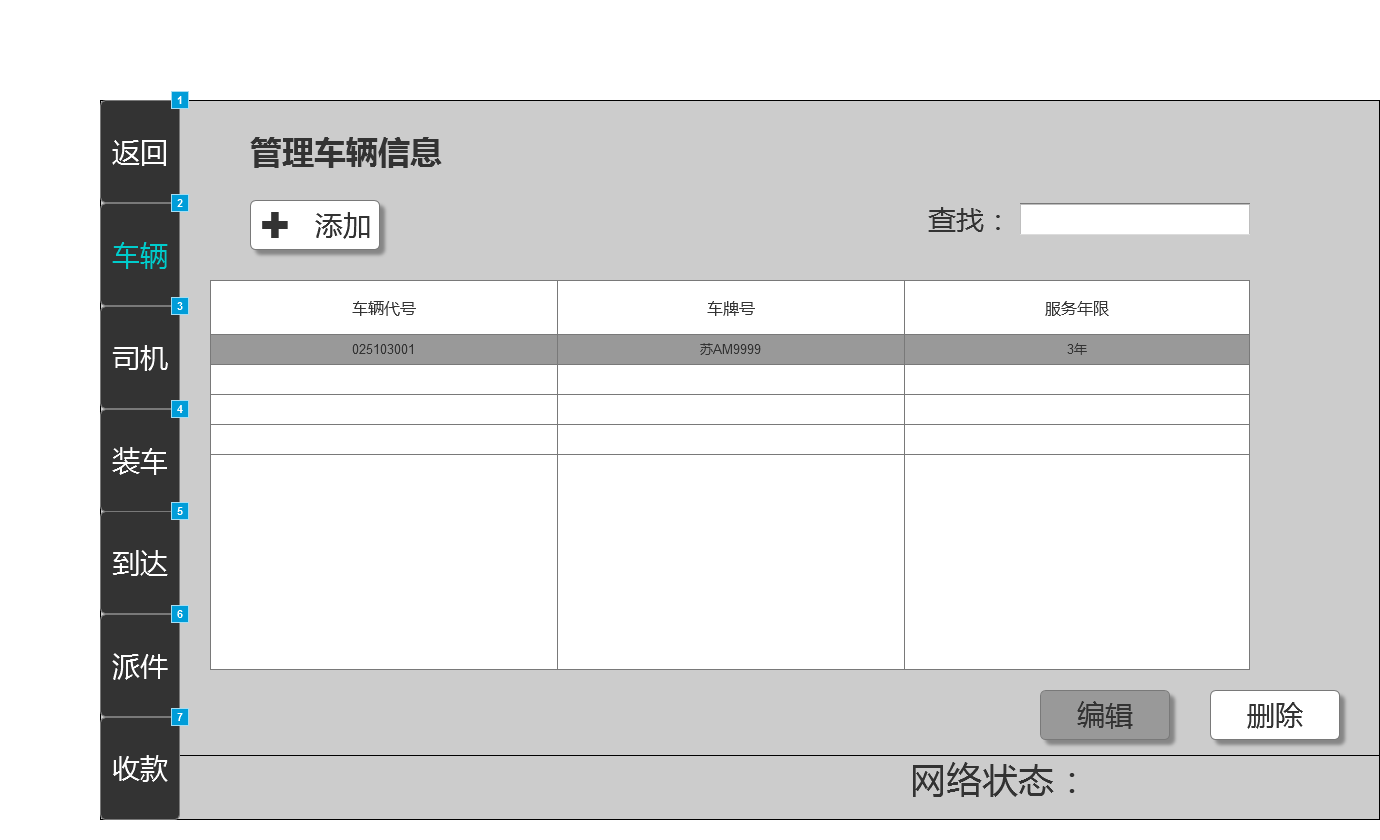 1
返回
2
车辆
3
司机
4
装车
5
到达
6
派件
7
收款
管理车辆信息
添加
查找：
车辆代号 车牌号 服务年限
025103001 苏AM9999 3年
编辑 删除
网络状态：